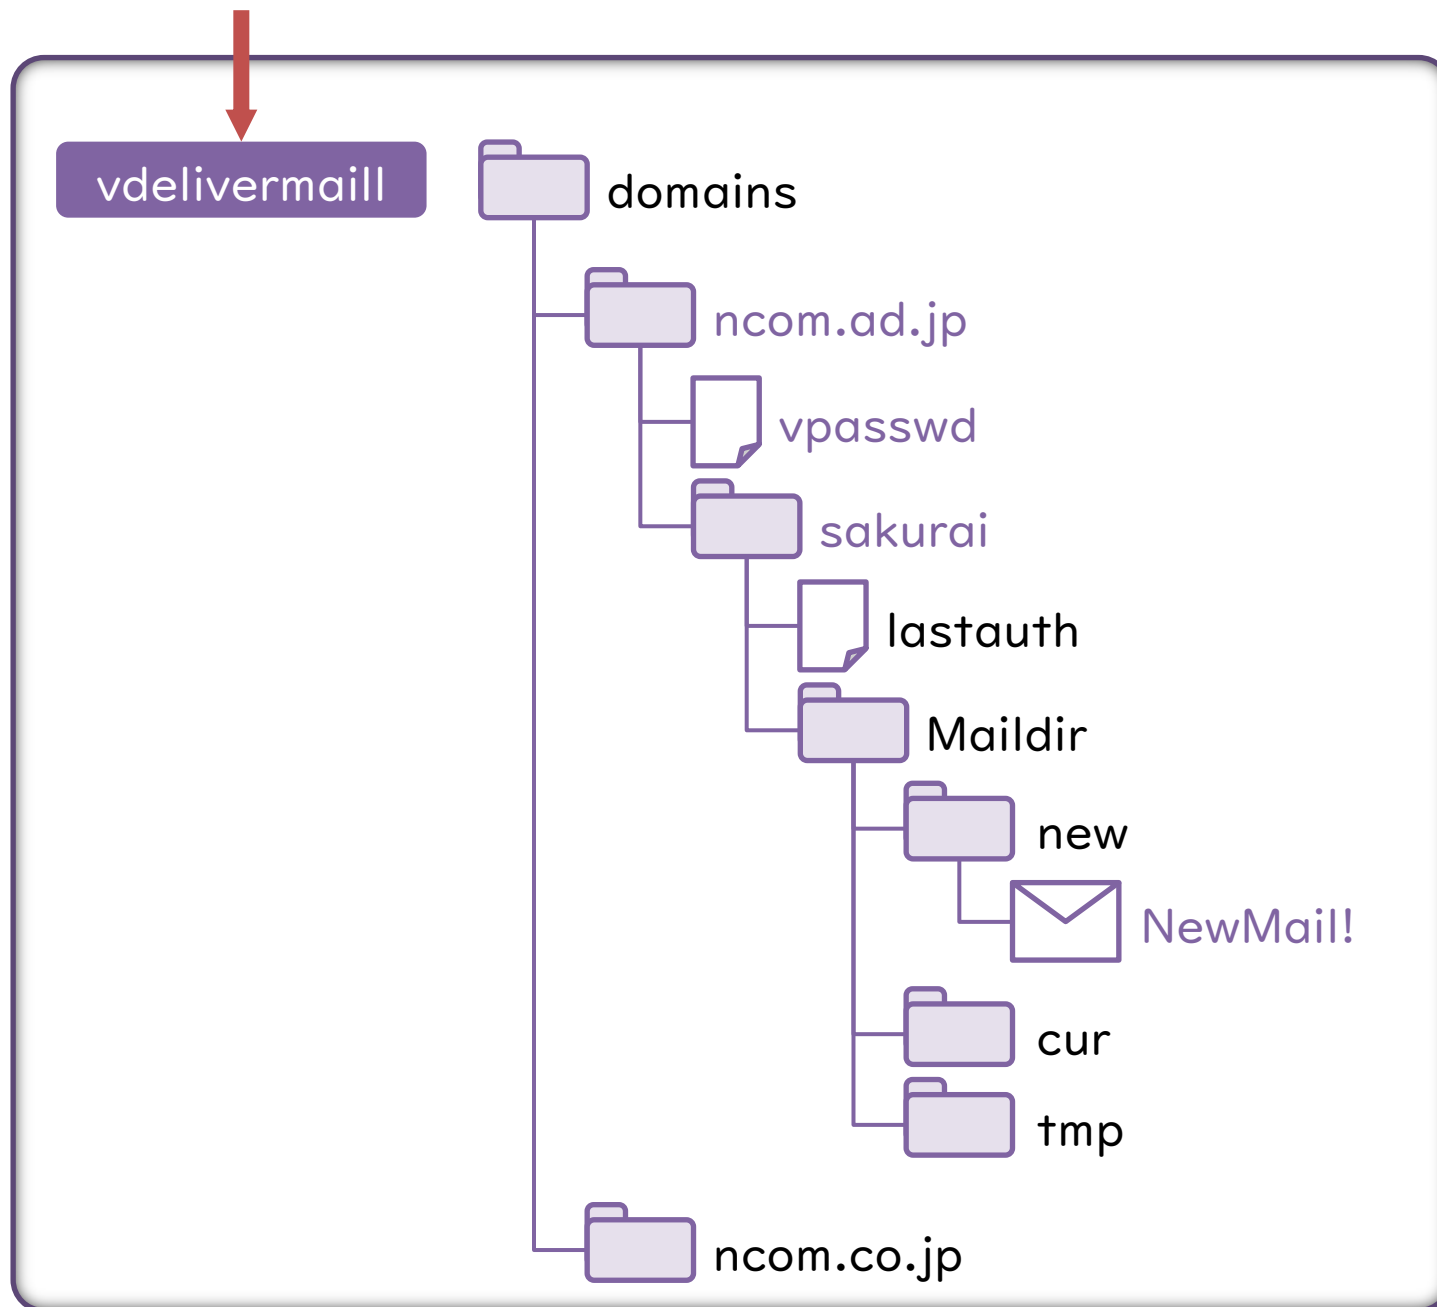 vdelivermaill
domains
ncom.ad.jp
vpasswd
sakurai
lastauth
Maildir
new
NewMail!
cur
tmp
ncom.co.jp